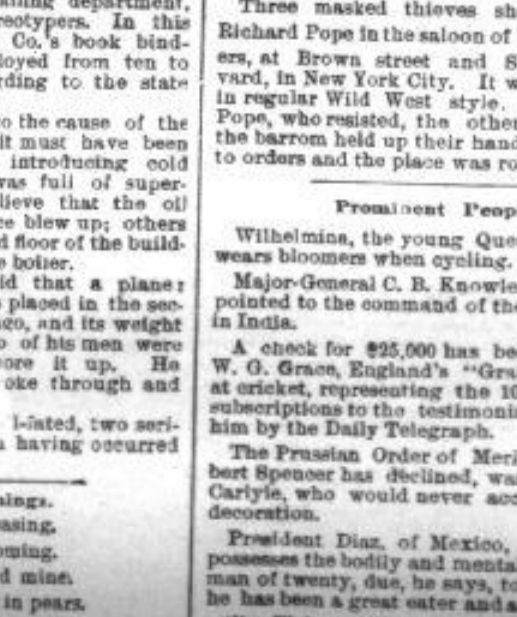 department.
reotypers. In this
Co.'s book bind-
loyed from ten to
rding to the state
to the cause of the
it must have been
introducing cold
was full of super-
lieve that the oil
ce blew up; others
d floor of the build-
e boiler.
id that a planer
placed in the sec-
ago, and its weight
o of his men were
ore it up. He
oke through and
two seri-
having occurred
nings.
easing.
oming.
d mine.
in pears.
Three masked thieves sh
Richard Pope in the saloon of
ers, at Brown street and S
vard, in New York City. It w
in regular Wild West style.
Pope, who resisted, the other
the barrom held up their hand
to orders and the place was ro
Prominent Peop
Wilhelmina, the young Que
wears bloomers when cycling.
Major-General C. B. Knowle
pointed to the command of the
in India.
A check for $25,000 has bee
W. G. Grace, England's "Gra
at cricket, representing the 10
subscriptions to the testimonia
him by the Daily Telegraph.
The Prussian Order of Meri
bert Spencer has declined, wa
Carlyle, who would never acc
decoration.
President Diaz, of Mexico,
possesses the bodily and mental
man of twenty, due, he says, to
he has been a great eater and a